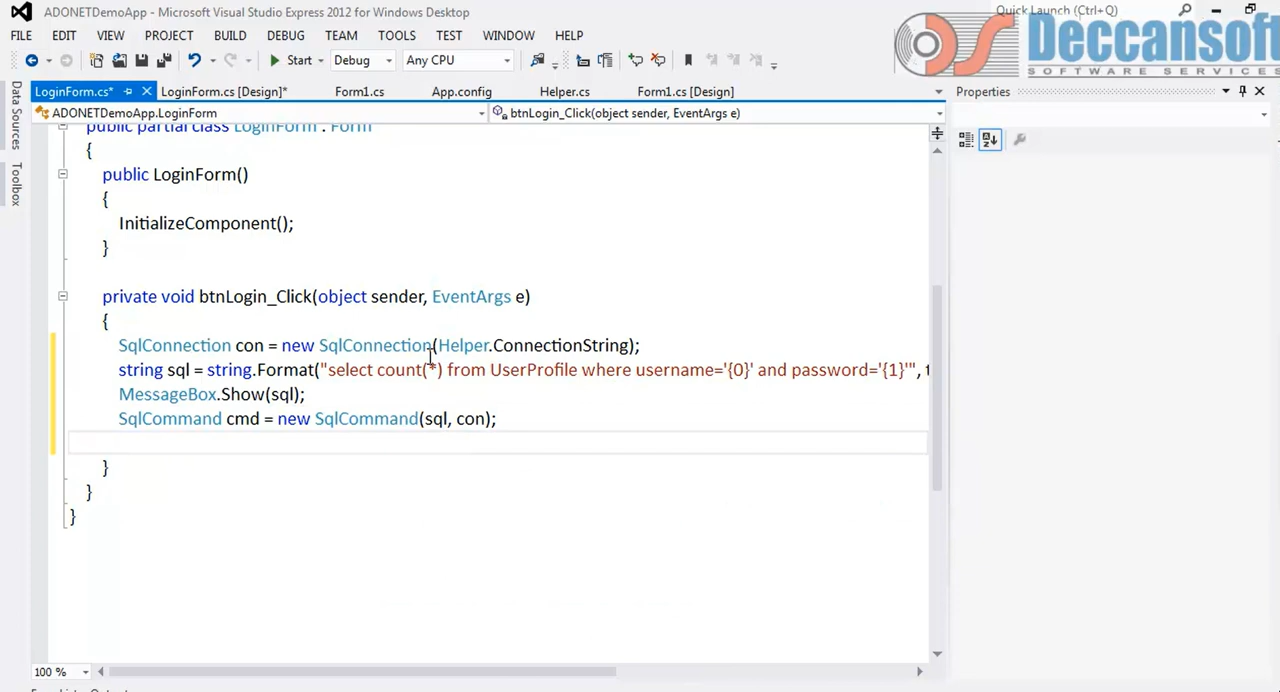 ADONETDemoApp - Microsoft Visual Studio Express 2012 for Windows Desktop
Quick Launch (Ctrl+Q)
FILE EDIT VIEW PROJECT BUILD DEBUG TEAM TOOLS TEST WINDOW HELP
Deccansoft
SOFTWARE SERVICES
Start Debug Any CPU
LoginForm.cs* LoginForm.cs [Design]* Form1.cs App.config Helper.cs Form1.cs [Design]
Properties
Data Sources
Toolbox
ADONETDemoApp.LoginForm btnLogin_Click(object sender, EventArgs e)
public partial class LoginForm : Form
{
public LoginForm()
{
InitializeComponent();
}
private void btnLogin_Click(object sender, EventArgs e)
{
SqlConnection con = new SqlConnection(Helper.ConnectionString);
string sql = string.Format("select count(*) from UserProfile where username='{0}' and password='{1}'", t
MessageBox.Show(sql);
SqlCommand cmd = new SqlCommand(sql, con);
}
}
}
100 %